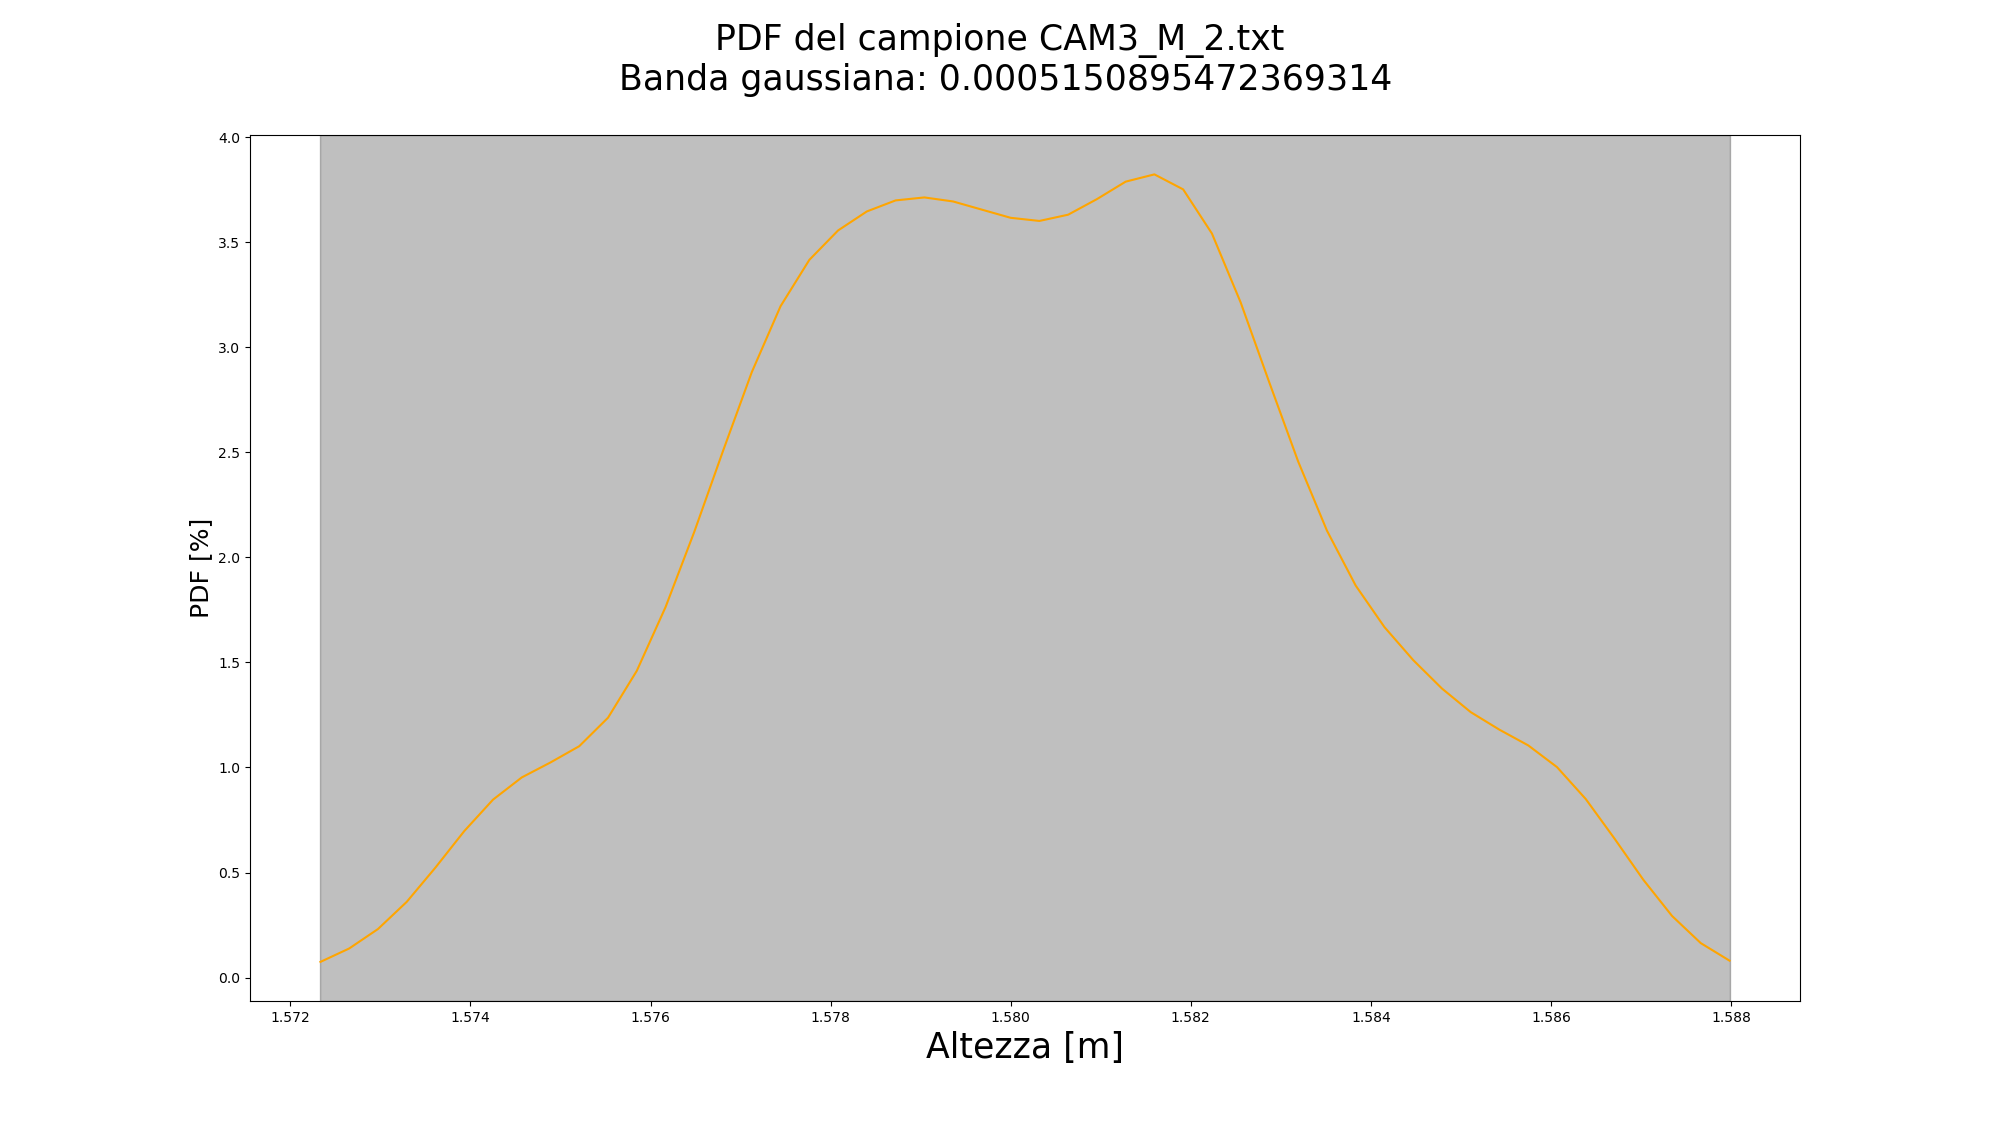 PDF del campione CAM3_M_2.txt
Banda gaussiana: 0.0005150895472369314
4.0
3.5
3.0
2.5
2.0
1.5
1.0
0.5
0.0
PDF [%]
1.572 1.574 1.576 1.578 1.580 1.582 1.584 1.586 1.588
Altezza [m]